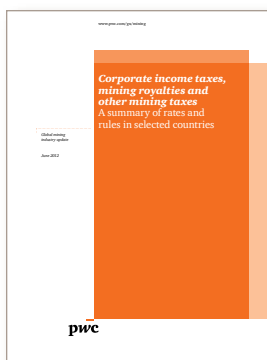 www.pwc.com/gx/mining
Corporate income taxes,
mining royalties and
other mining taxes
A summary of rates and
rules in selected countries
Global mining
industry update
June 2012
pwc